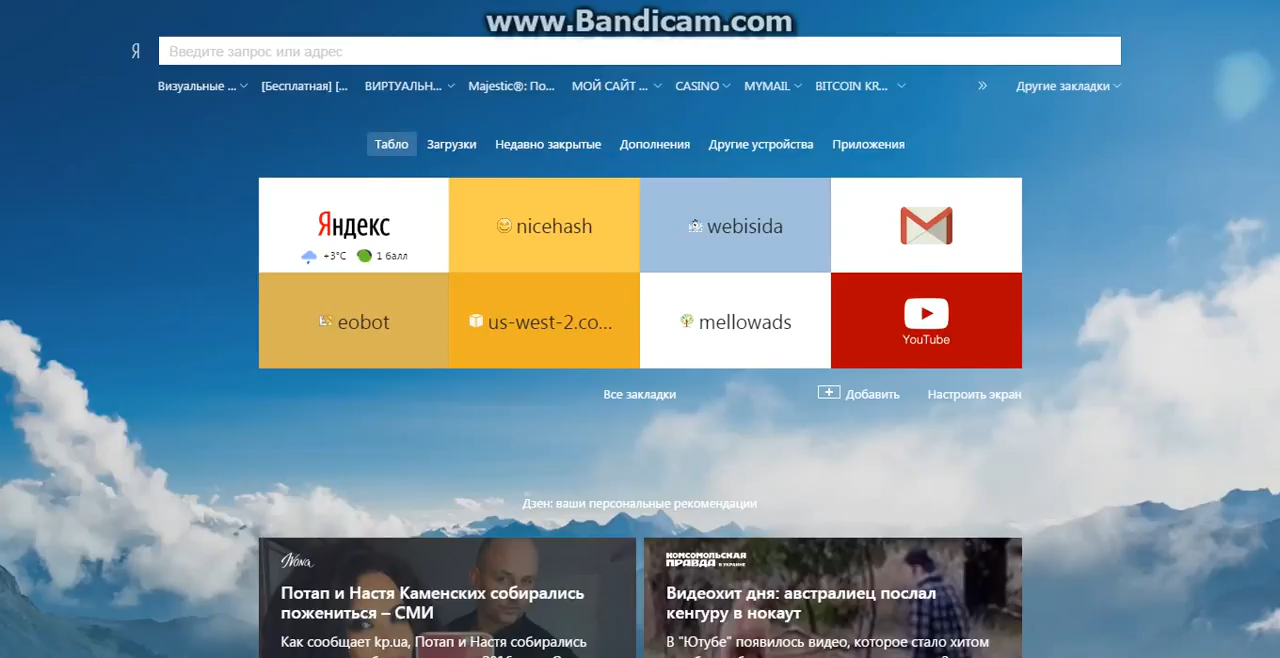 www.Bandicam.com
Я Введите запрос или адрес
Визуальные ... [Бесплатная] [... ВИРТУАЛЬН... Majestic®: По... МОЙ САЙТ ... CASINO MYMAIL BITCOIN KR... » Другие закладки
Табло Загрузки Недавно закрытые Дополнения Другие устройства Приложения
Яндекс
+3°C 1 балл
nicehash
webisida
eobot
us-west-2.co...
mellowads
YouTube
Все закладки Добавить Настроить экран
Дзен: ваши персональные рекомендации
Потап и Настя Каменских собирались
пожениться – СМИ
Как сообщает kp.ua, Потап и Настя собирались
КОМСОМОЛЬСКАЯ
ПРАВДА В УКРАИНЕ
Видеохит дня: австралиец послал
кенгуру в нокаут
В "Ютубе" появилось видео, которое стало хитом